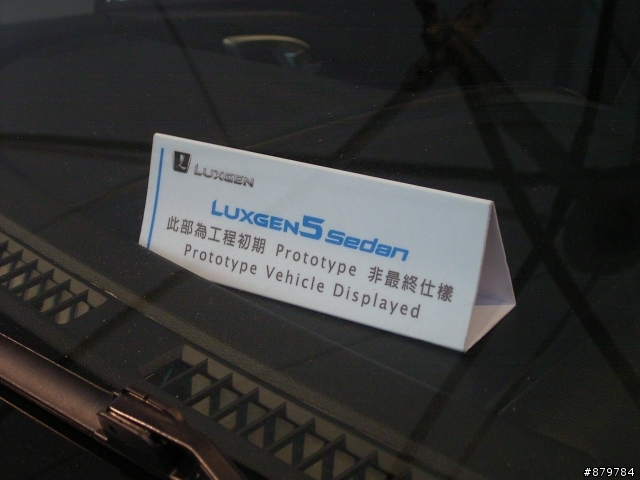 LUXGEN
LUXGEN5 Sedan
此部為工程初期 Prototype 非最終仕樣
Prototype Vehicle Displayed
#879784